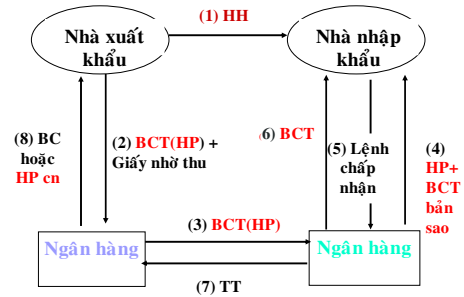 (1) HH
Nhà xuất
khẩu
Nhà nhập
khẩu
(8) BC
hoặc
HP cn
(2) BCT(HP) +
Giấy nhờ thu
(6) BCT
(5) Lệnh
chấp
nhận
(4)
HP+
BCT
bản
sao
(3) BCT(HP)
Ngân hàng
Ngân hàng
(7) TT